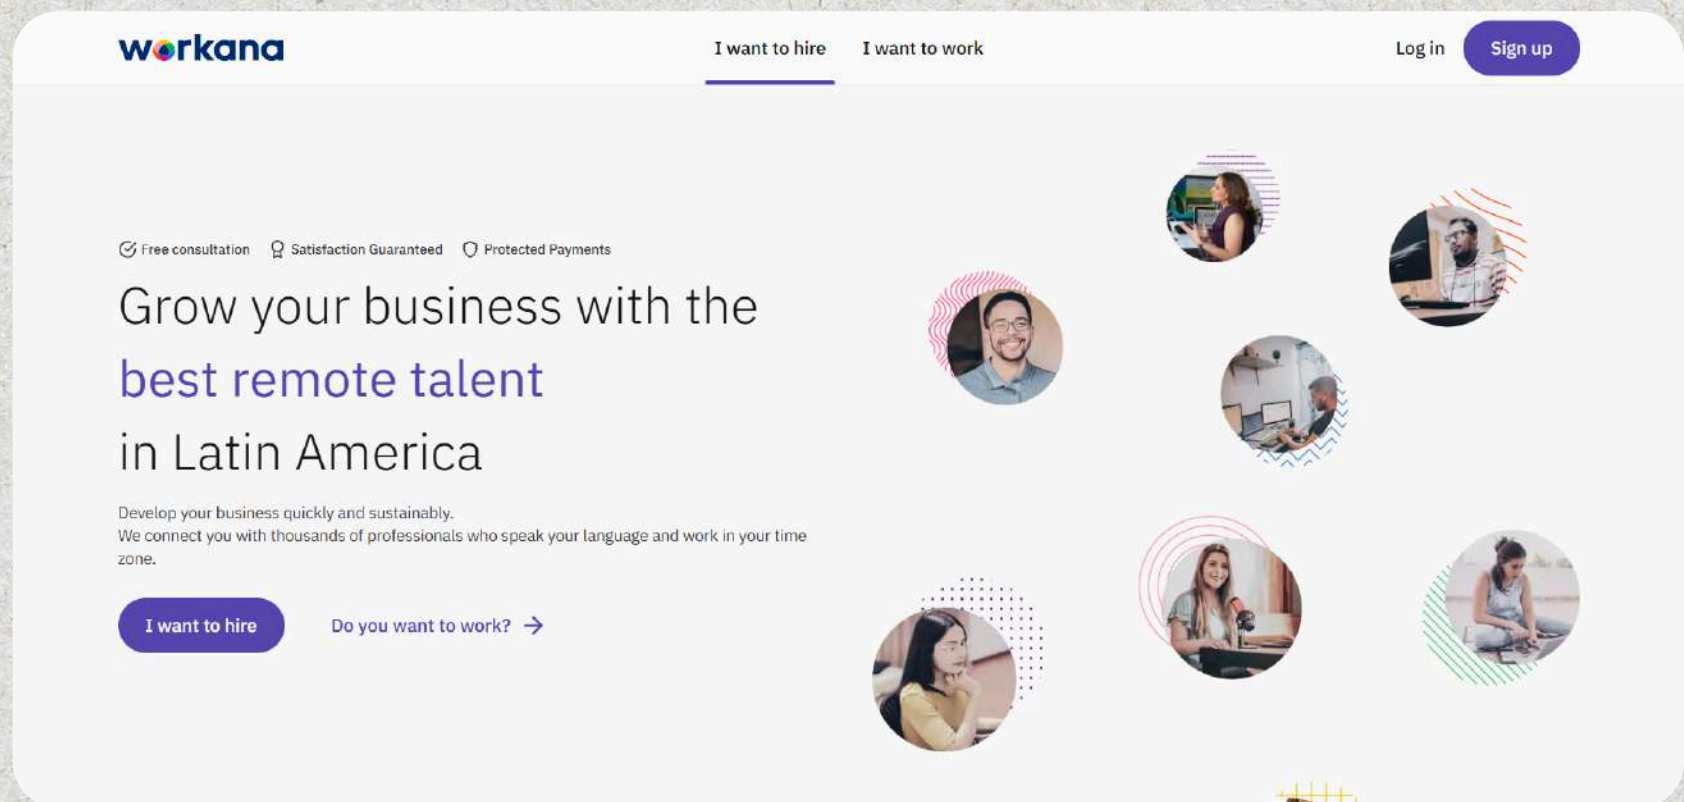 workana
I want to hire
I want to work
Log in
Sign up
Free consultation
Satisfaction Guaranteed
Protected Payments
Grow your business with the
best remote talent
in Latin America
Develop your business quickly and sustainably.
We connect you with thousands of professionals who speak your language and work in your time
zone.
I want to hire
Do you want to work?